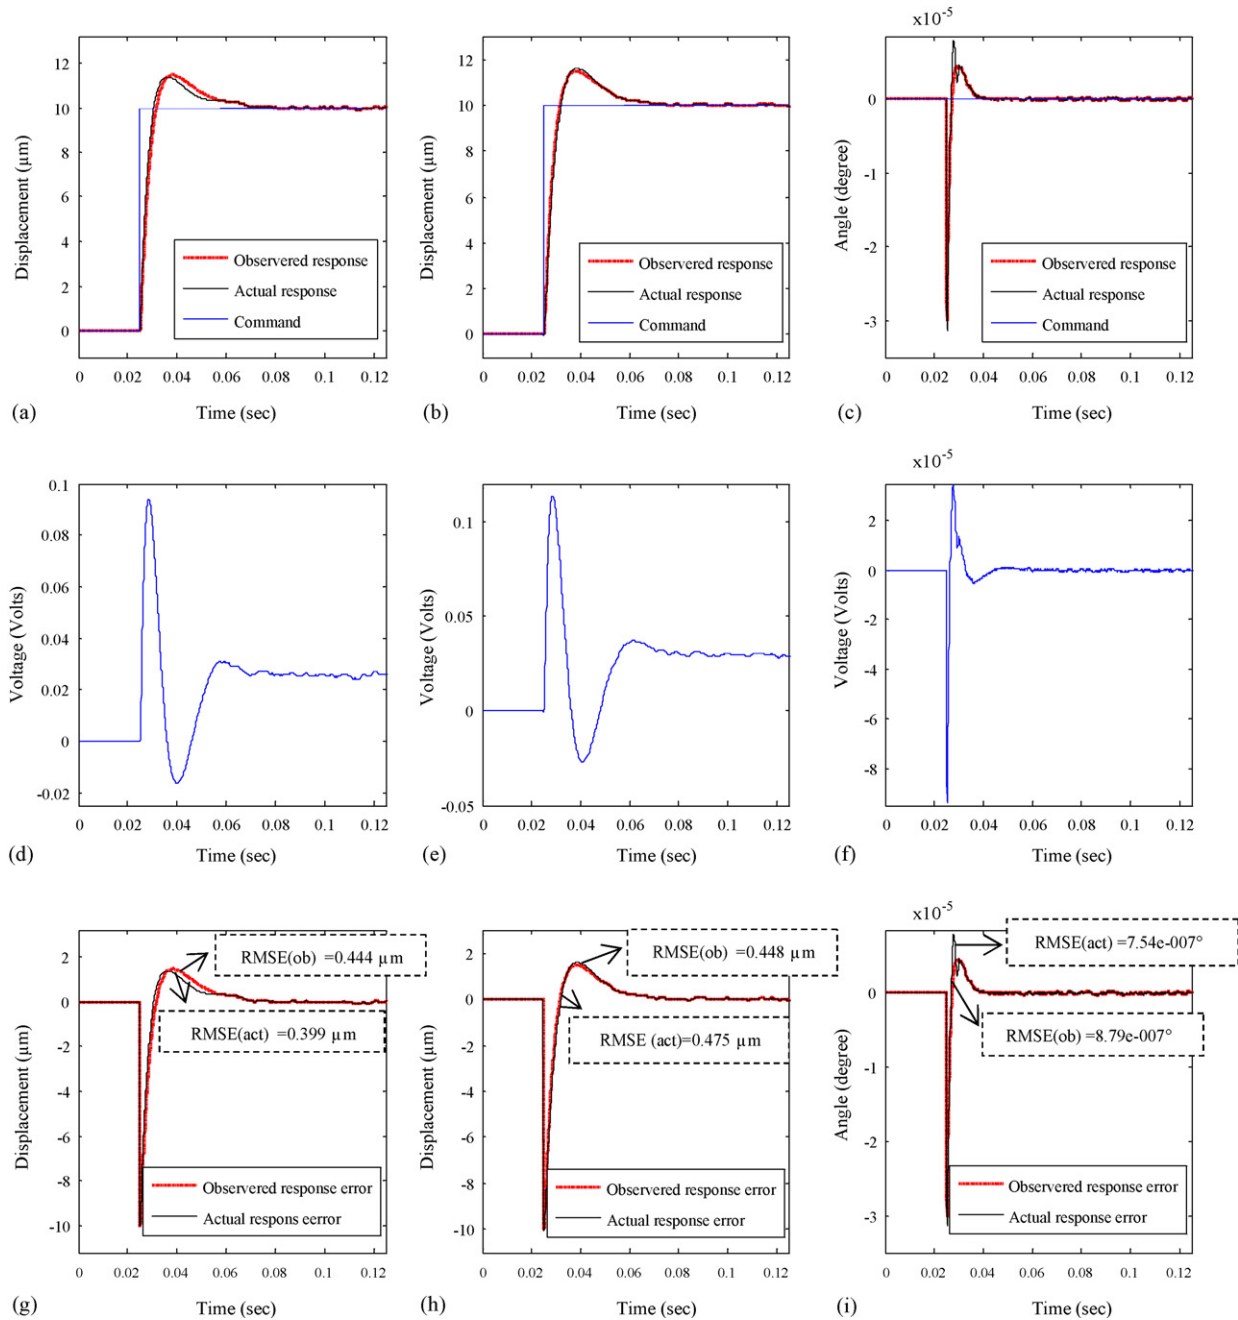 12
10
8
6
4
2
0
Displacement (µm)
Observered response
Actual response
Command
0 0.02 0.04 0.06 0.08 0.1 0.12
(a) Time (sec)
12
10
8
6
4
2
0
Displacement (µm)
Observered response
Actual response
Command
0 0.02 0.04 0.06 0.08 0.1 0.12
(b) Time (sec)
x10-5
0
-1
-2
-3
Angle (degree)
Observered response
Actual response
Command
0 0.02 0.04 0.06 0.08 0.1 0.12
(c) Time (sec)
0.1
0.08
0.06
0.04
0.02
0
-0.02
Voltage (Volts)
0 0.02 0.04 0.06 0.08 0.1 0.12
(d) Time (sec)
0.1
0.05
0
-0.05
Voltage (Volts)
0 0.02 0.04 0.06 0.08 0.1 0.12
(e) Time (sec)
x10-5
2
0
-2
-4
-6
-8
Voltage (Volts)
0 0.02 0.04 0.06 0.08 0.1 0.12
(f) Time (sec)
2
0
-2
-4
-6
-8
-10
Displacement (µm)
RMSE(ob) =0.444 µm
RMSE(act) =0.399 µm
Observered response error
Actual respons eerror
0 0.02 0.04 0.06 0.08 0.1 0.12
(g) Time (sec)
2
0
-2
-4
-6
-8
-10
Displacement (µm)
RMSE(ob) =0.448 µm
RMSE (act)=0.475 µm
Observered response error
Actual response error
0 0.02 0.04 0.06 0.08 0.1 0.12
(h) Time (sec)
x10-5
0
-1
-2
-3
Angle (degree)
RMSE(act) =7.54e-007°
RMSE(ob) =8.79e-007°
Observered response error
Actual response error
0 0.02 0.04 0.06 0.08 0.1 0.12
(i) Time (sec)